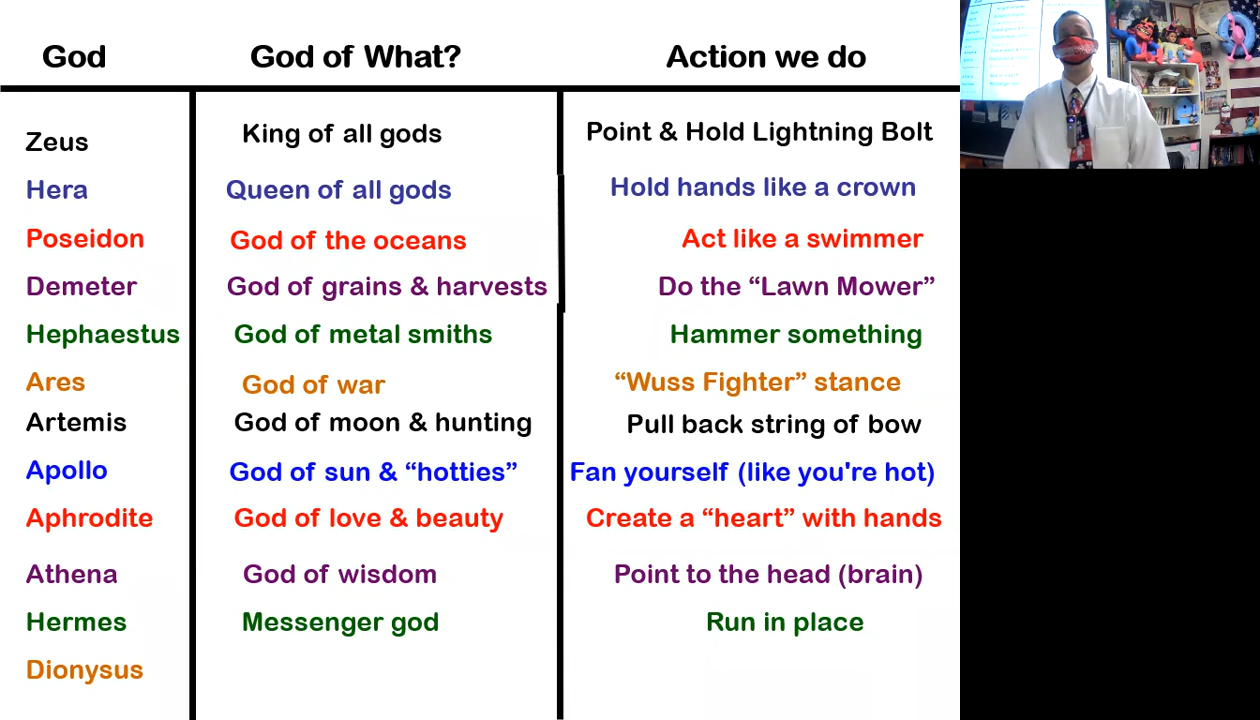 God God of What? Action we do
Zeus King of all gods Point & Hold Lightning Bolt
Hera Queen of all gods Hold hands like a crown
Poseidon God of the oceans Act like a swimmer
Demeter God of grains & harvests Do the “Lawn Mower”
Hephaestus God of metal smiths Hammer something
Ares God of war “Wuss Fighter” stance
Artemis God of moon & hunting Pull back string of bow
Apollo God of sun & “hotties” Fan yourself (like you're hot)
Aphrodite God of love & beauty Create a “heart” with hands
Athena God of wisdom Point to the head (brain)
Hermes Messenger god Run in place
Dionysus